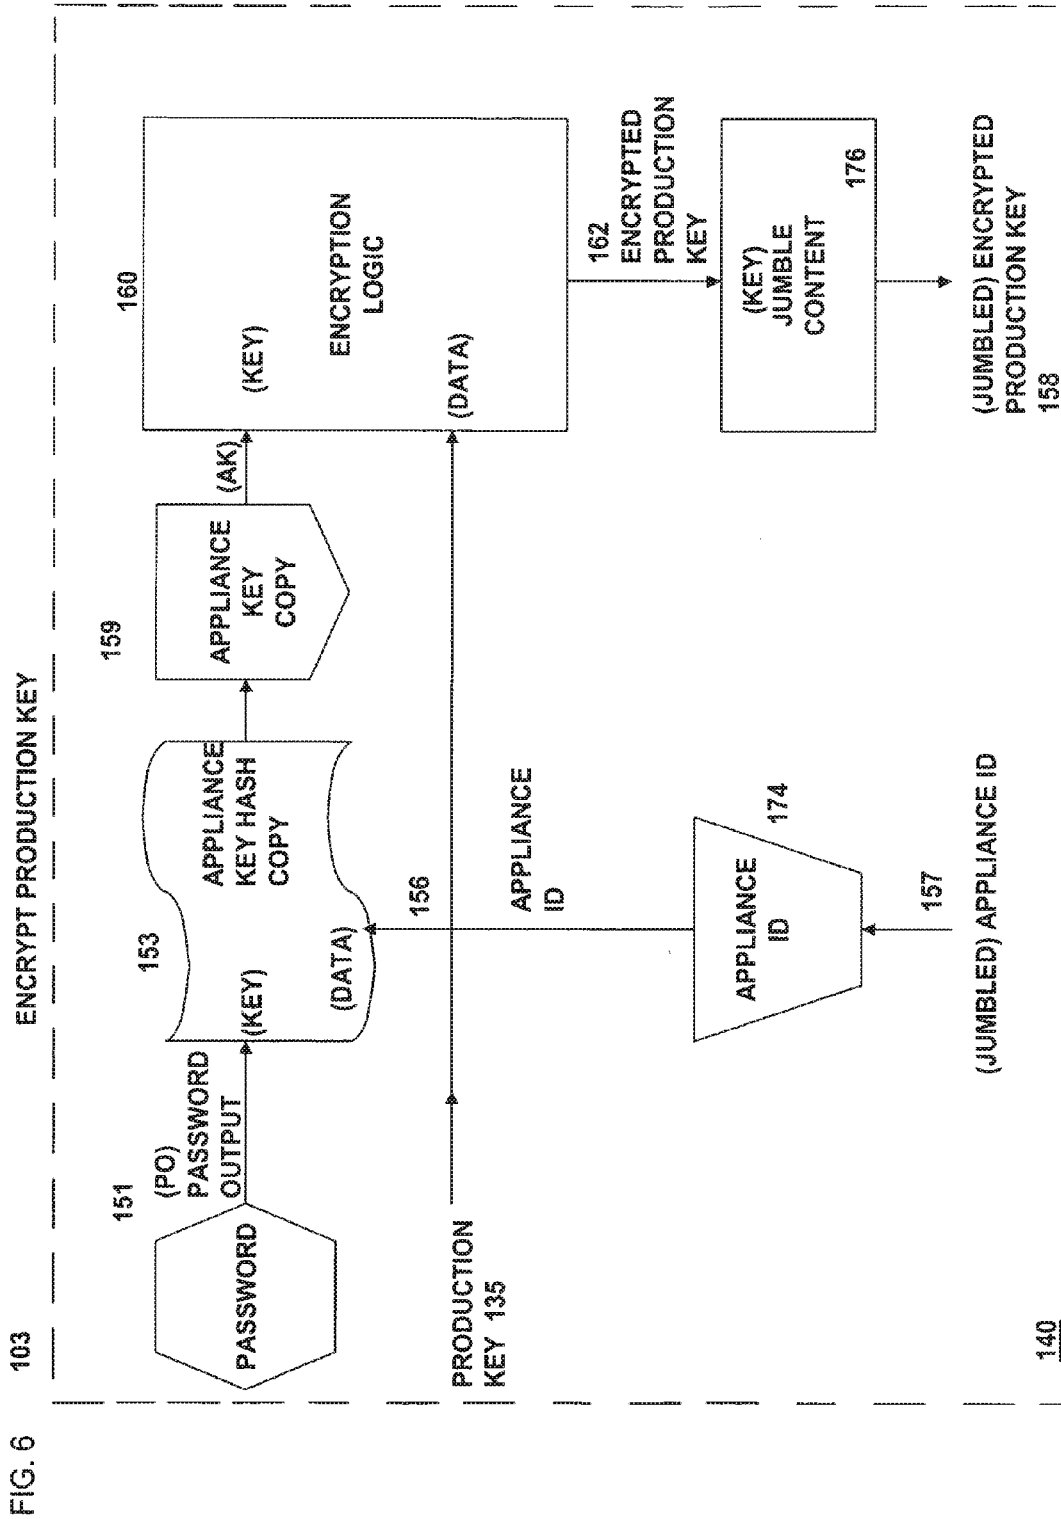 FIG. 6
103
ENCRYPT PRODUCTION KEY
151
(PO)
PASSWORD
OUTPUT
PASSWORD
153
(KEY)
(DATA)
APPLIANCE
KEY HASH
COPY
159
APPLIANCE
KEY
COPY
(AK)
160
(KEY)
ENCRYPTION
LOGIC
(DATA)
PRODUCTION
KEY 135
156
APPLIANCE
ID
162
ENCRYPTED
PRODUCTION
KEY
APPLIANCE
ID
174
(KEY)
JUMBLE
CONTENT
176
157
(JUMBLED) APPLIANCE ID
(JUMBLED) ENCRYPTED
PRODUCTION KEY
158
140